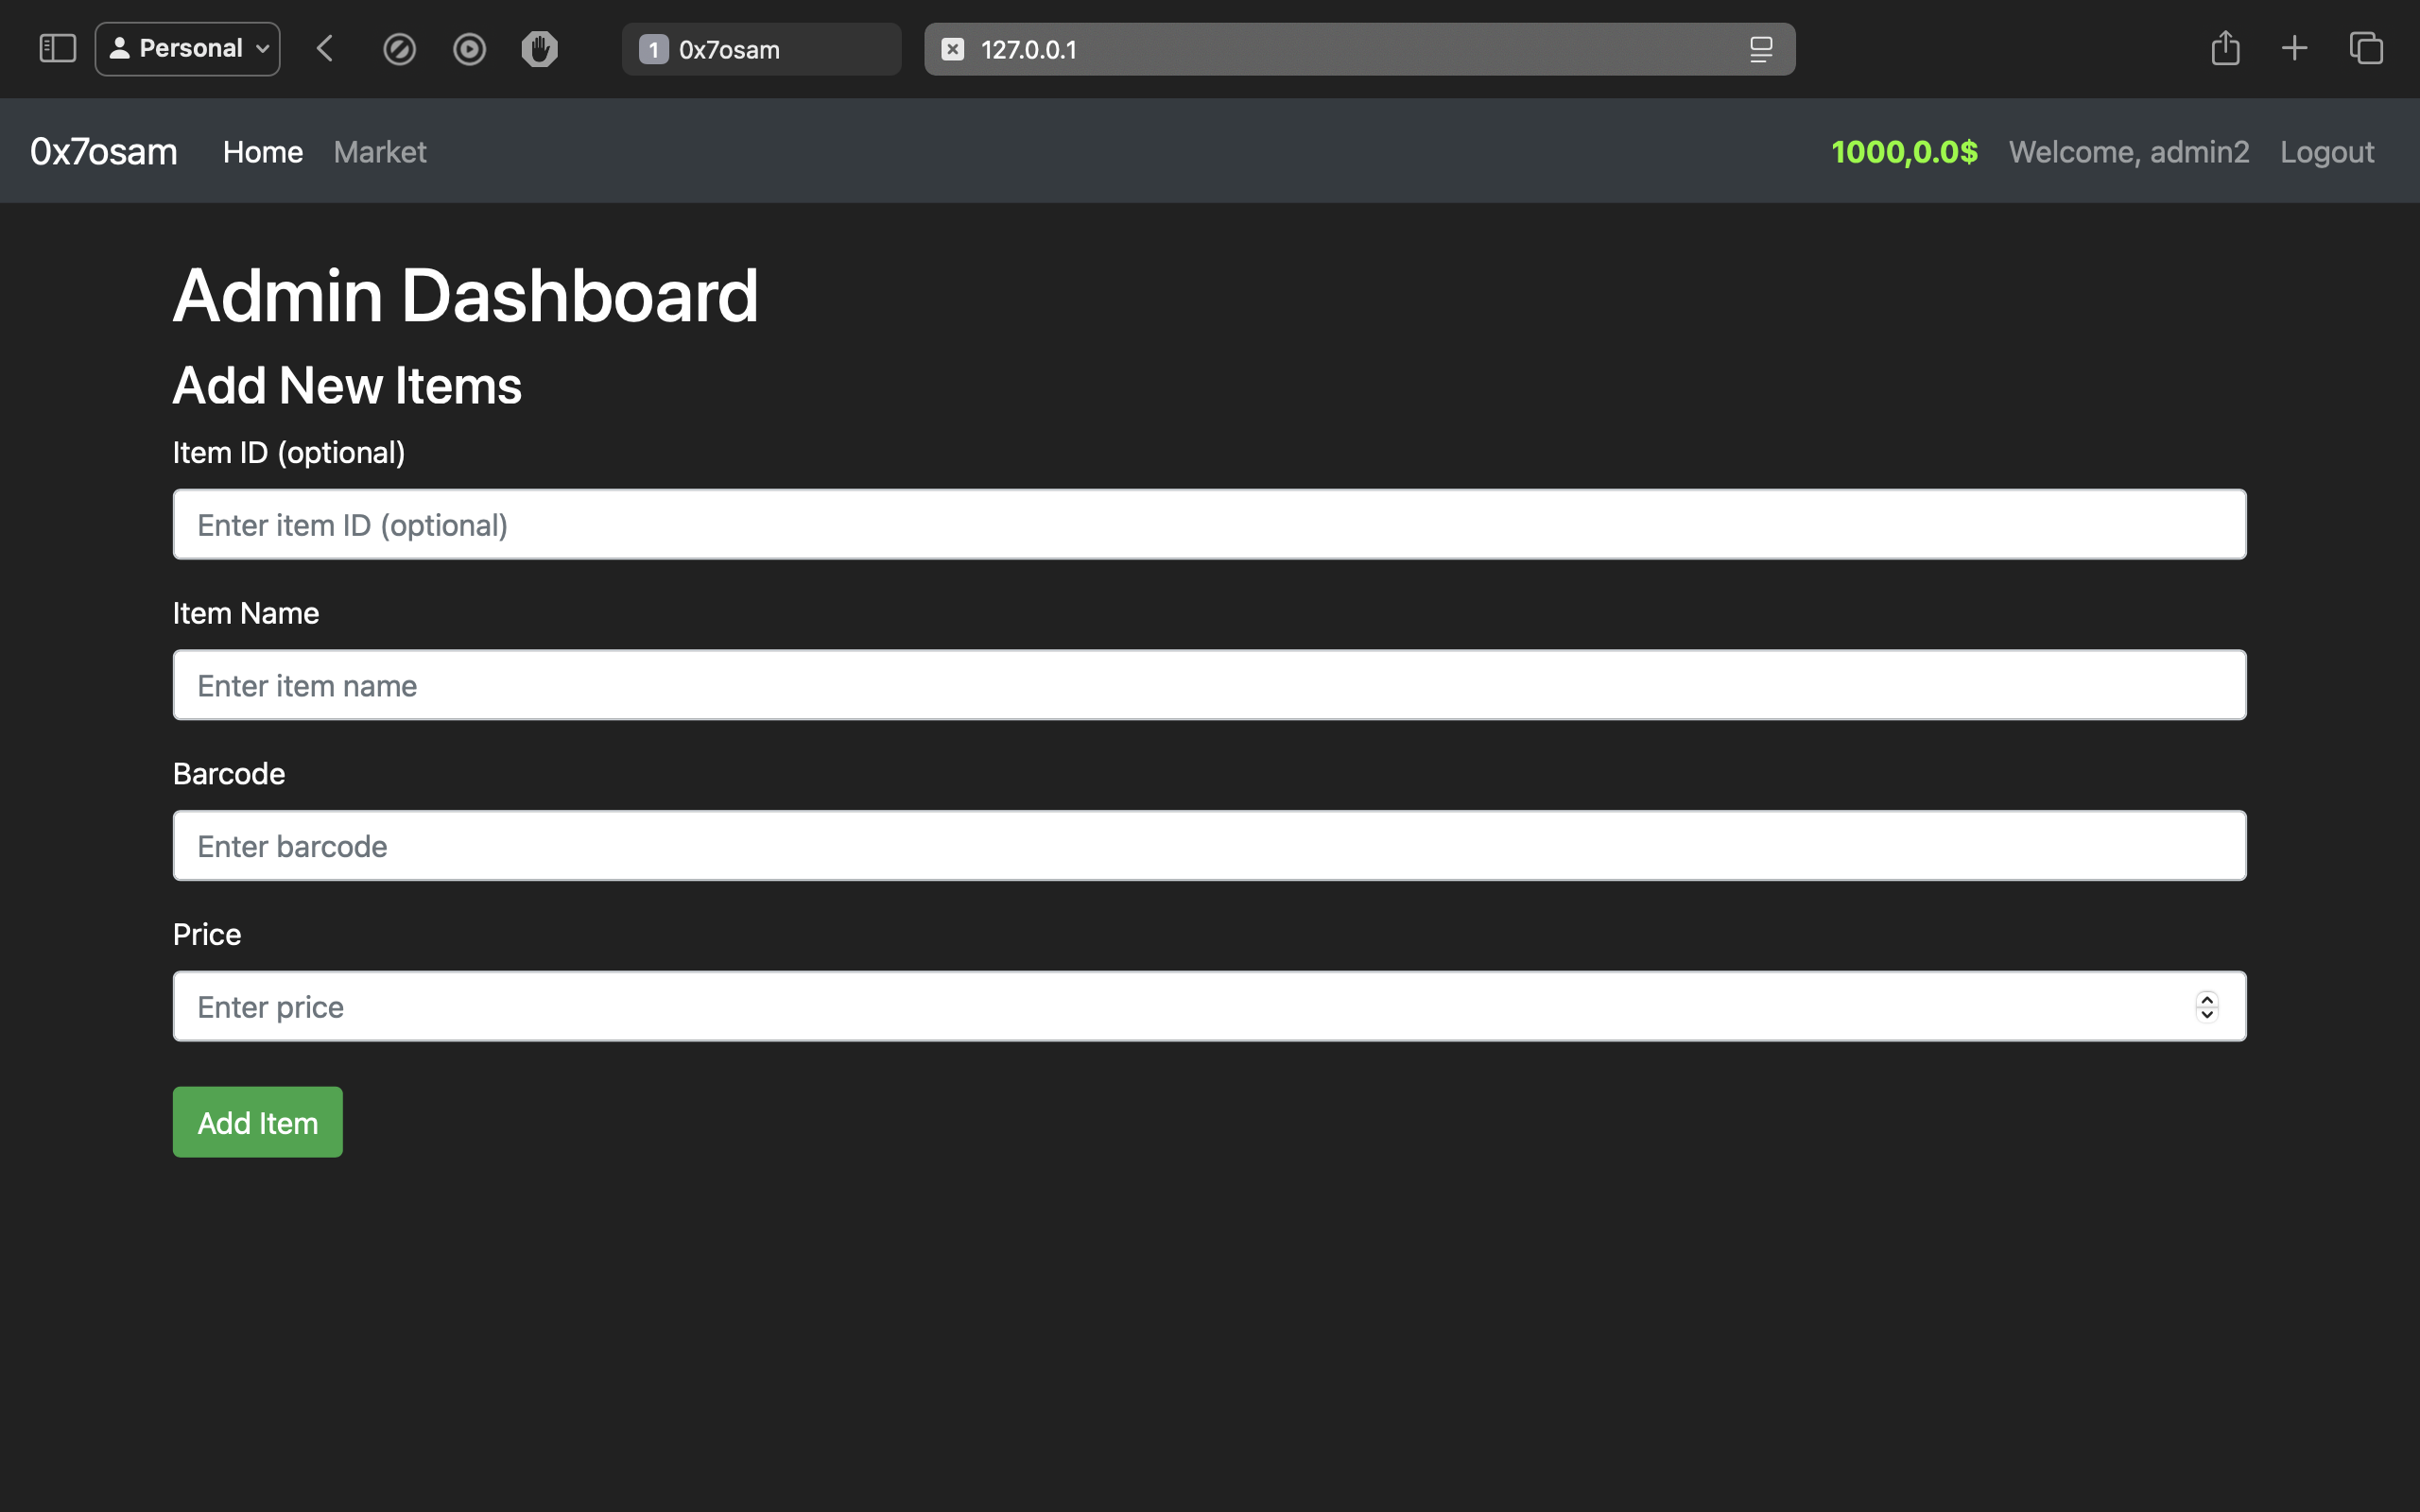 Personal
1 0x7osam
127.0.0.1
0x7osam Home Market 1000,0.0$ Welcome, admin2 Logout
Admin Dashboard
Add New Items
Item ID (optional)
Enter item ID (optional)
Item Name
Enter item name
Barcode
Enter barcode
Price
Enter price
Add Item